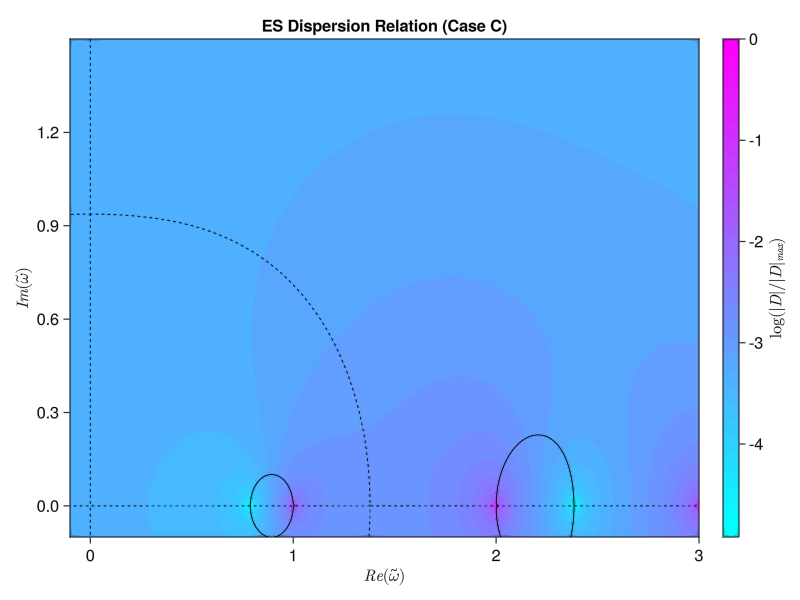 ES Dispersion Relation (Case C)
Im(ω̃)
1.2
0.9
0.6
0.3
0.0
0 1 2 3
Re(ω̃)
0
-1
-2
-3
-4
log(|D|/|D|max)